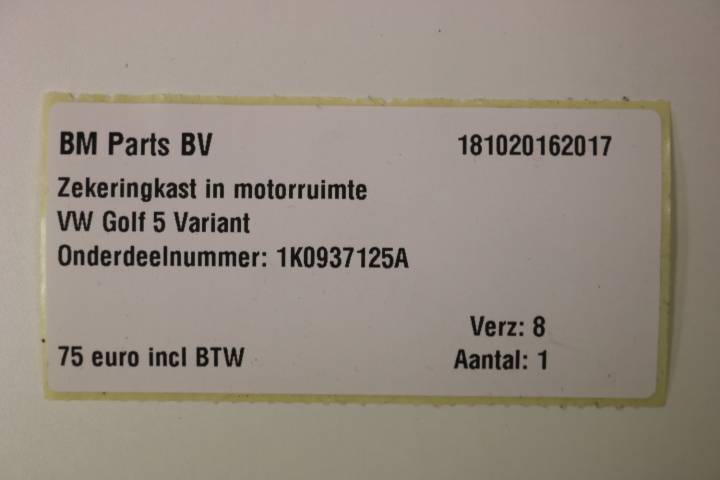 BM Parts BV 181020162017
Zekeringkast in motorruimte
VW Golf 5 Variant
Onderdeelnummer: 1K0937125A
Verz: 8
75 euro incl BTW Aantal: 1